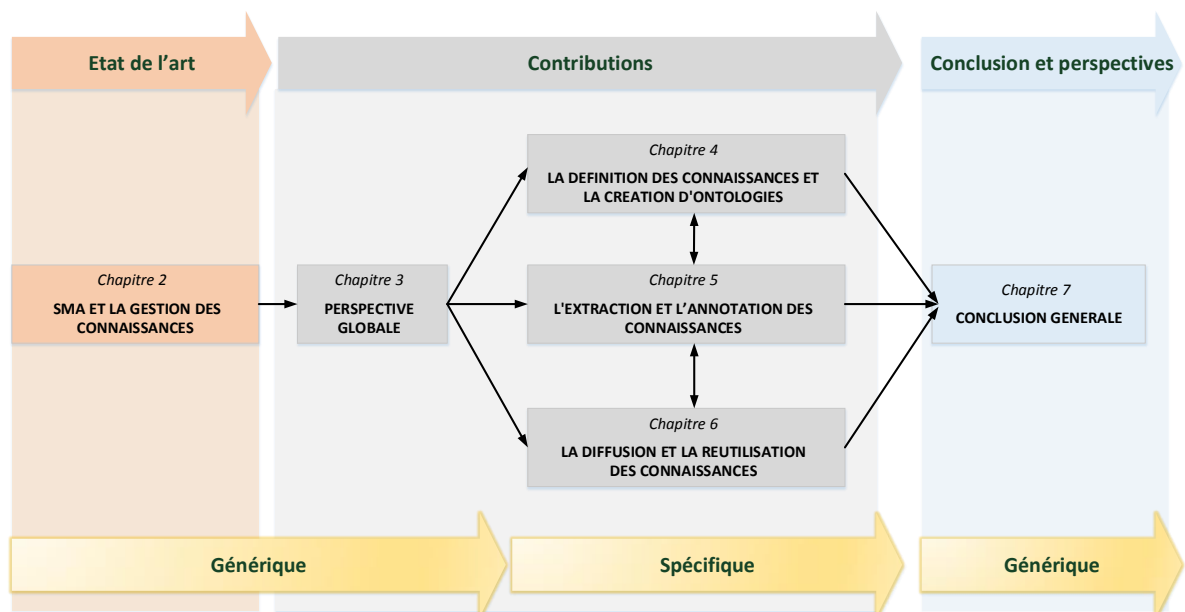 Etat de l’art
Contributions
Conclusion et perspectives
Chapitre 2
SMA ET LA GESTION DES
CONNAISSANCES
Chapitre 3
PERSPECTIVE
GLOBALE
Chapitre 4
LA DEFINITION DES CONNAISSANCES ET
LA CREATION D'ONTOLOGIES
Chapitre 5
L'EXTRACTION ET L’ANNOTATION DES
CONNAISSANCES
Chapitre 6
LA DIFFUSION ET LA REUTILISATION
DES CONNAISSANCES
Chapitre 7
CONCLUSION GENERALE
Générique
Spécifique
Générique